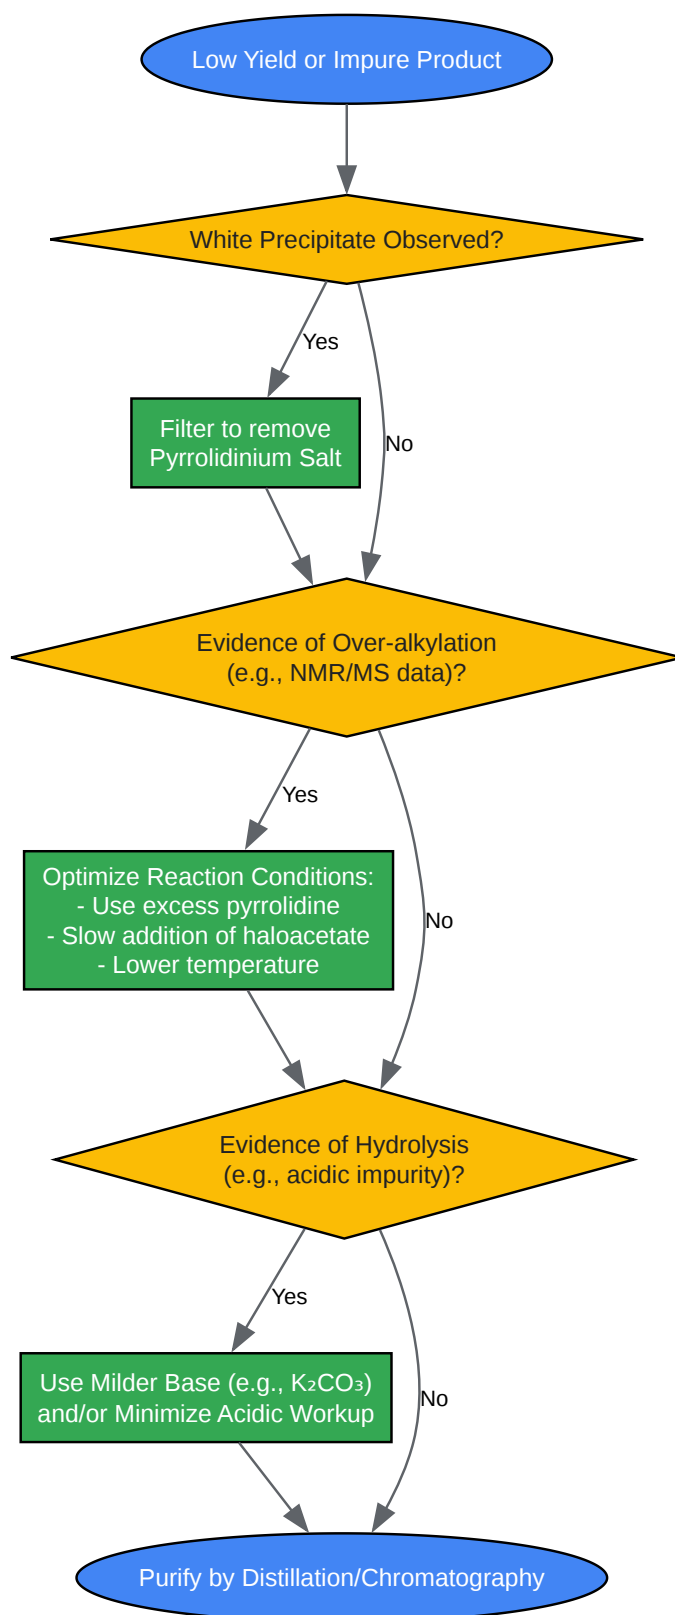 Low Yield or Impure Product
White Precipitate Observed?
Yes
Filter to remove
Pyrrolidinium Salt
No
Evidence of Over-alkylation
(e.g., NMR/MS data)?
Yes
Optimize Reaction Conditions:
- Use excess pyrrolidine
- Slow addition of haloacetate
- Lower temperature
No
Evidence of Hydrolysis
(e.g., acidic impurity)?
Yes
Use Milder Base (e.g., K₂CO₃)
and/or Minimize Acidic Workup
No
Purify by Distillation/Chromatography